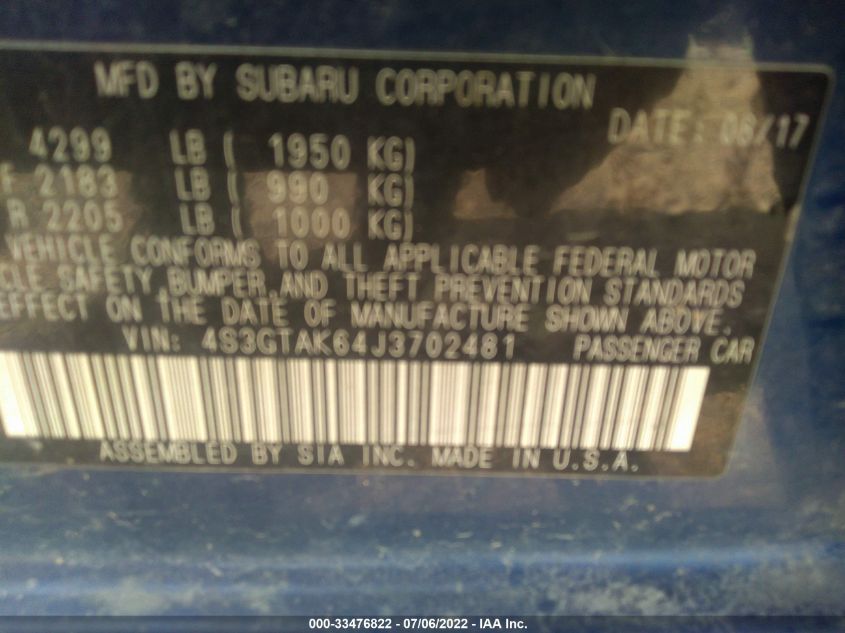 MFD BY SUBARU CORPORATION
DATE: 08/17
4299 LB ( 1950 KG)
F 2183 LB ( 990 KG)
R 2205 LB ( 1000 KG)
VEHICLE CONFORMS TO ALL APPLICABLE FEDERAL MOTOR
CLE SAFETY,BUMPER,AND THEFT PREVENTION STANDARDS
EFFECT ON THE DATE OF MANUFACTURE SHOWN ABOVE.
VIN: 4S3GTAK64J3702481 PASSENGER CAR
ASSEMBLED BY SIA INC. MADE IN U.S.A.
000-33476822 - 07/06/2022 - IAA Inc.